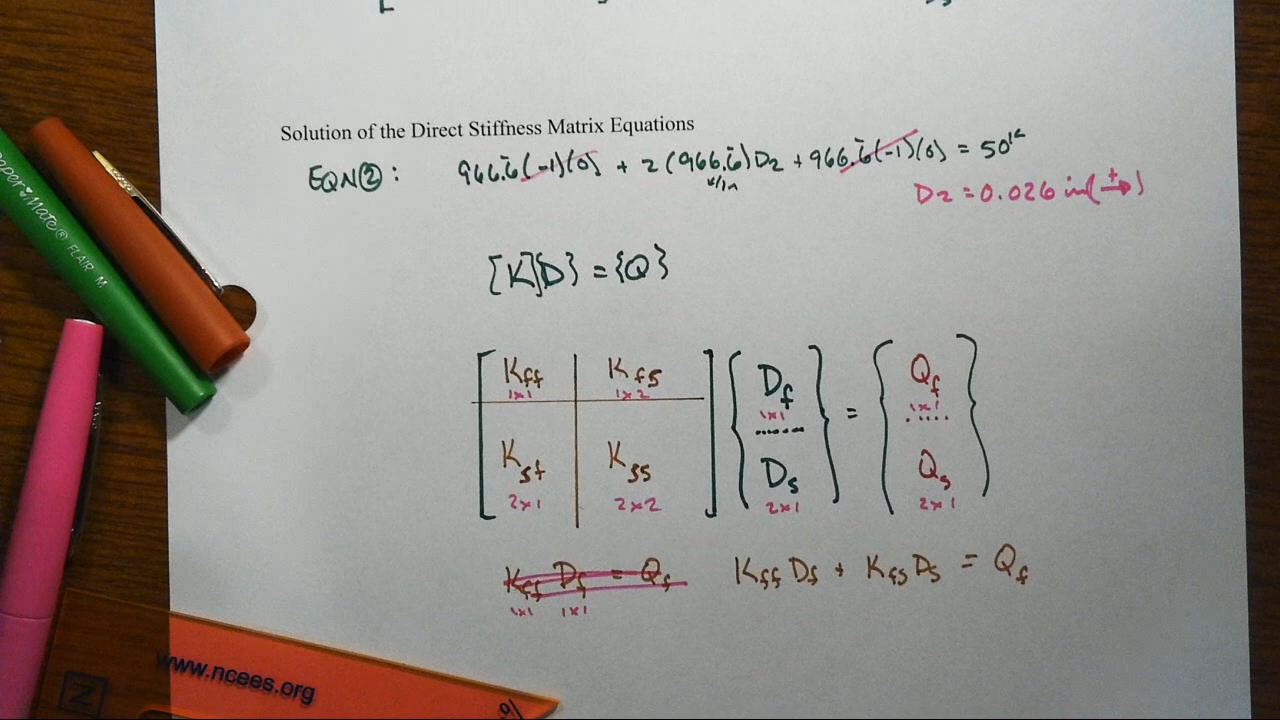 Solution of the Direct Stiffness Matrix Equations
EQN ②: 966.6̄(-1)(0) + 2(966.6̄)D₂ + 966.6̄(-1)(0) = 50ᵏ
k/in
D₂ = 0.026 in(→+)
[K]{D} = {Q}
Kff Kfs Df = Qf
1x1 1x2 1x1 1x1
Ksf Kss Ds Qs
2x1 2x2 2x1 2x1
Kff Df = Qf Kff Df + Kfs Ds = Qf
1x1 1x1
Paper Mate® FLAIR M
www.ncees.org